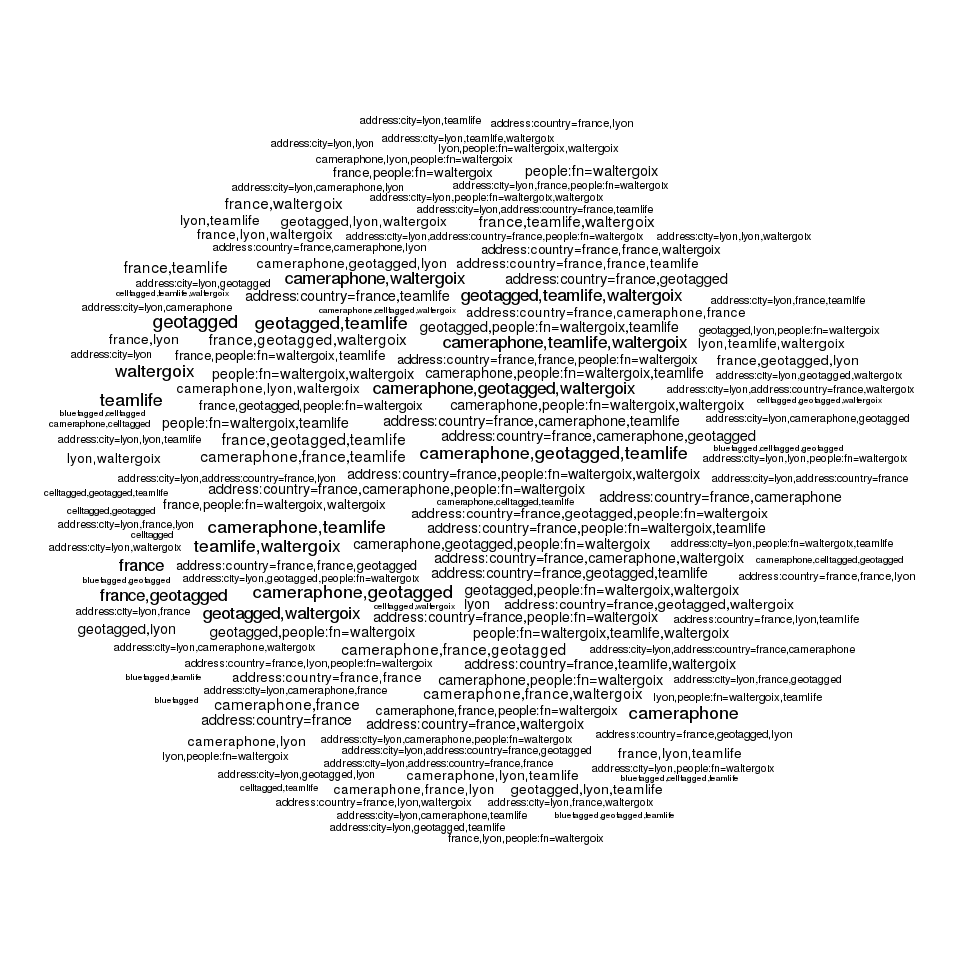 address:city=lyon,teamlife
address:country=france,lyon
address:city=lyon,teamlife,waltergoix
address:city=lyon,lyon
lyon,people:fn=waltergoix,waltergoix
cameraphone,lyon,people:fn=waltergoix
france,people:fn=waltergoix
people:fn=waltergoix
address:city=lyon,cameraphone,lyon
address:city=lyon,france,people:fn=waltergoix
address:city=lyon,people:fn=waltergoix,waltergoix
france,waltergoix
address:city=lyon,address:country=france,teamlife
lyon,teamlife
geotagged,lyon,waltergoix
france,teamlife,waltergoix
france,lyon,waltergoix
address:city=lyon,address:country=france,people:fn=waltergoix
address:city=lyon,lyon,waltergoix
address:country=france,cameraphone,lyon
address:country=france,france,waltergoix
france,teamlife
cameraphone,geotagged,lyon
address:country=france,france,teamlife
address:city=lyon,geotagged
cameraphone,waltergoix
address:country=france,geotagged
celltagged,teamlife,waltergoix
address:country=france,teamlife
geotagged,teamlife,waltergoix
address:city=lyon,france,teamlife
address:city=lyon,cameraphone
cameraphone,celltagged,waltergoix
address:country=france,cameraphone,france
geotagged
geotagged,teamlife
geotagged,people:fn=waltergoix,teamlife
geotagged,lyon,people:fn=waltergoix
france,lyon
france,geotagged,waltergoix
cameraphone,teamlife,waltergoix
lyon,teamlife,waltergoix
address:city=lyon
france,people:fn=waltergoix,teamlife
address:country=france,france,people:fn=waltergoix
france,geotagged,lyon
waltergoix
people:fn=waltergoix,waltergoix
cameraphone,people:fn=waltergoix,teamlife
address:city=lyon,geotagged,waltergoix
cameraphone,lyon,waltergoix
cameraphone,geotagged,waltergoix
address:city=lyon,address:country=france,waltergoix
teamlife
france,geotagged,people:fn=waltergoix
cameraphone,people:fn=waltergoix,waltergoix
celltagged,geotagged,waltergoix
bluetagged,celltagged
cameraphone,celltagged
people:fn=waltergoix,teamlife
address:country=france,cameraphone,teamlife
address:city=lyon,cameraphone,geotagged
address:city=lyon,lyon,teamlife
france,geotagged,teamlife
address:country=france,cameraphone,geotagged
bluetagged,celltagged,geotagged
lyon,waltergoix
cameraphone,france,teamlife
cameraphone,geotagged,teamlife
address:city=lyon,lyon,people:fn=waltergoix
address:city=lyon,address:country=france,lyon
address:country=france,people:fn=waltergoix,waltergoix
address:city=lyon,address:country=france
celltagged,geotagged,teamlife
address:country=france,cameraphone,people:fn=waltergoix
address:country=france,cameraphone
celltagged,geotagged
france,people:fn=waltergoix,waltergoix
cameraphone,celltagged,teamlife
address:country=france,geotagged,people:fn=waltergoix
address:city=lyon,france,lyon
cameraphone,teamlife
address:country=france,people:fn=waltergoix,teamlife
celltagged
address:city=lyon,waltergoix
teamlife,waltergoix
cameraphone,geotagged,people:fn=waltergoix
address:city=lyon,people:fn=waltergoix,teamlife
france
address:country=france,france,geotagged
address:country=france,cameraphone,waltergoix
cameraphone,celltagged,geotagged
bluetagged,geotagged
address:city=lyon,geotagged,people:fn=waltergoix
address:country=france,geotagged,teamlife
address:country=france,france,lyon
france,geotagged
cameraphone,geotagged
geotagged,people:fn=waltergoix,waltergoix
address:city=lyon,france
geotagged,waltergoix
celltagged,waltergoix
lyon
address:country=france,geotagged,waltergoix
address:country=france,people:fn=waltergoix
address:country=france,lyon,teamlife
geotagged,lyon
geotagged,people:fn=waltergoix
people:fn=waltergoix,teamlife,waltergoix
address:city=lyon,cameraphone,waltergoix
cameraphone,france,geotagged
address:city=lyon,address:country=france,cameraphone
address:country=france,lyon,people:fn=waltergoix
address:country=france,teamlife,waltergoix
bluetagged,teamlife
address:country=france,france
cameraphone,people:fn=waltergoix
address:city=lyon,france,geotagged
address:city=lyon,cameraphone,france
cameraphone,france,waltergoix
lyon,people:fn=waltergoix,teamlife
bluetagged
cameraphone,france
cameraphone,france,people:fn=waltergoix
cameraphone
address:country=france
address:country=france,waltergoix
address:country=france,geotagged,lyon
cameraphone,lyon
address:city=lyon,cameraphone,people:fn=waltergoix
lyon,people:fn=waltergoix
address:city=lyon,address:country=france,geotagged
france,lyon,teamlife
address:city=lyon,address:country=france,france
address:city=lyon,people:fn=waltergoix
address:city=lyon,geotagged,lyon
cameraphone,lyon,teamlife
bluetagged,celltagged,teamlife
celltagged,teamlife
cameraphone,france,lyon
geotagged,lyon,teamlife
address:country=france,lyon,waltergoix
address:city=lyon,france,waltergoix
address:city=lyon,cameraphone,teamlife
bluetagged,geotagged,teamlife
address:city=lyon,geotagged,teamlife
france,lyon,people:fn=waltergoix